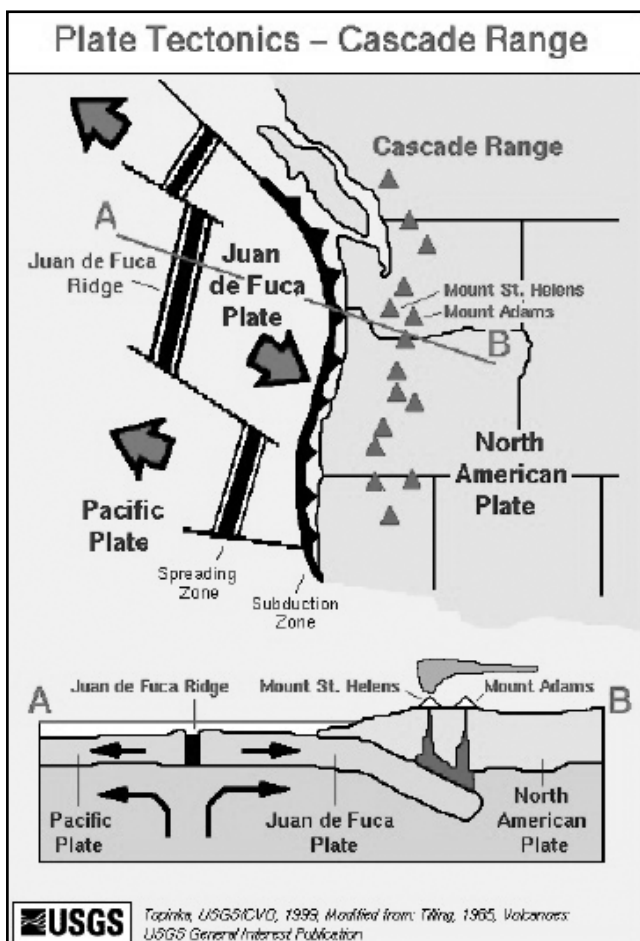 Plate Tectonics – Cascade Range
Cascade Range
A
Juan de Fuca
Ridge
Juan
de Fuca
Plate
Mount St. Helens
Mount Adams
B
North
American
Plate
Pacific
Plate
Spreading
Zone
Subduction
Zone
A
Juan de Fuca Ridge
Mount St. Helens
Mount Adams
B
Pacific
Plate
Juan de Fuca
Plate
North
American
Plate
USGS
Topinka, USGS/CVO, 1999, Modified from: Tilling, 1985, Volcanoes:
USGS General Interest Publication